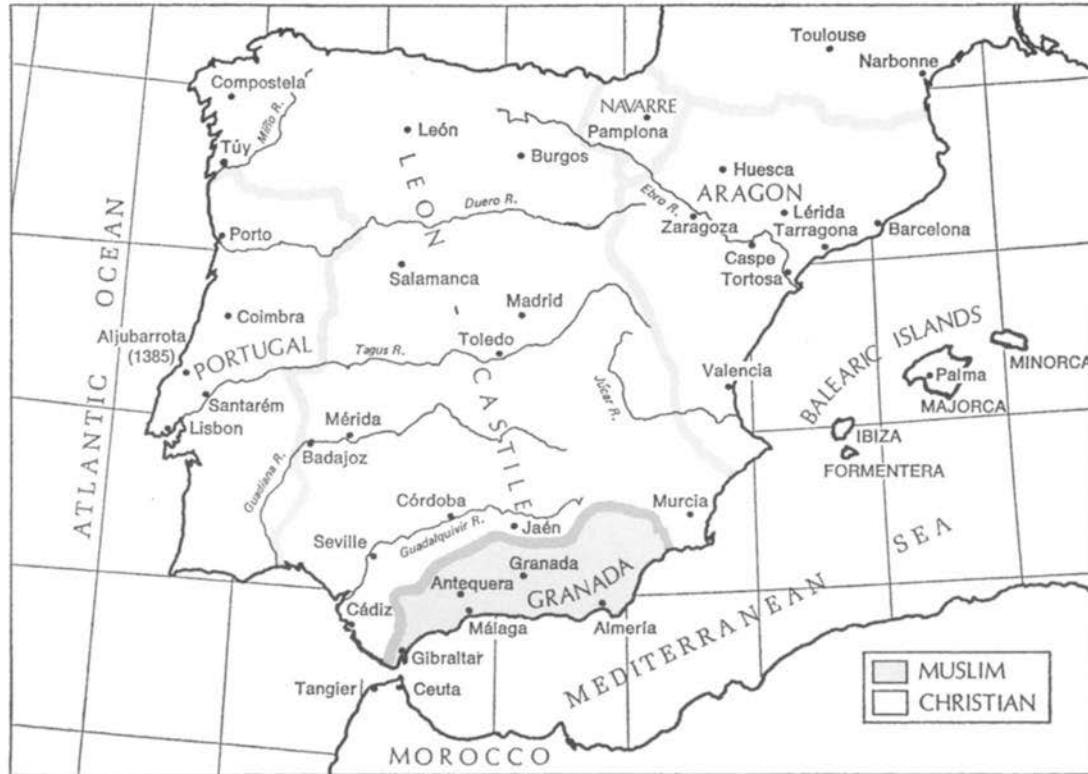 Toulouse
Narbonne
Compostela
Miño R.
NAVARRE
Pamplona
León
Burgos
Túy
Huesca
ARAGON
Ebro R.
Lérida
Zaragoza
Tarragona
Barcelona
Duero R.
Porto
Caspe
Tortosa
Salamanca
LEON - CASTILE
ATLANTIC OCEAN
Madrid
Coimbra
Aljubarrota
(1385)
PORTUGAL
Toledo
Tagus R.
BALEARIC ISLANDS
MINORCA
Palma
MAJORCA
Valencia
Júcar R.
Santarém
Lisbon
Mérida
Badajoz
IBIZA
FORMENTERA
Guadiana R.
Córdoba
Murcia
Guadalquivir R.
Jaén
Seville
Granada
Antequera
GRANADA
Cádiz
Málaga
Almería
MEDITERRANEAN SEA
Gibraltar
Tangier
Ceuta
MOROCCO
MUSLIM
CHRISTIAN